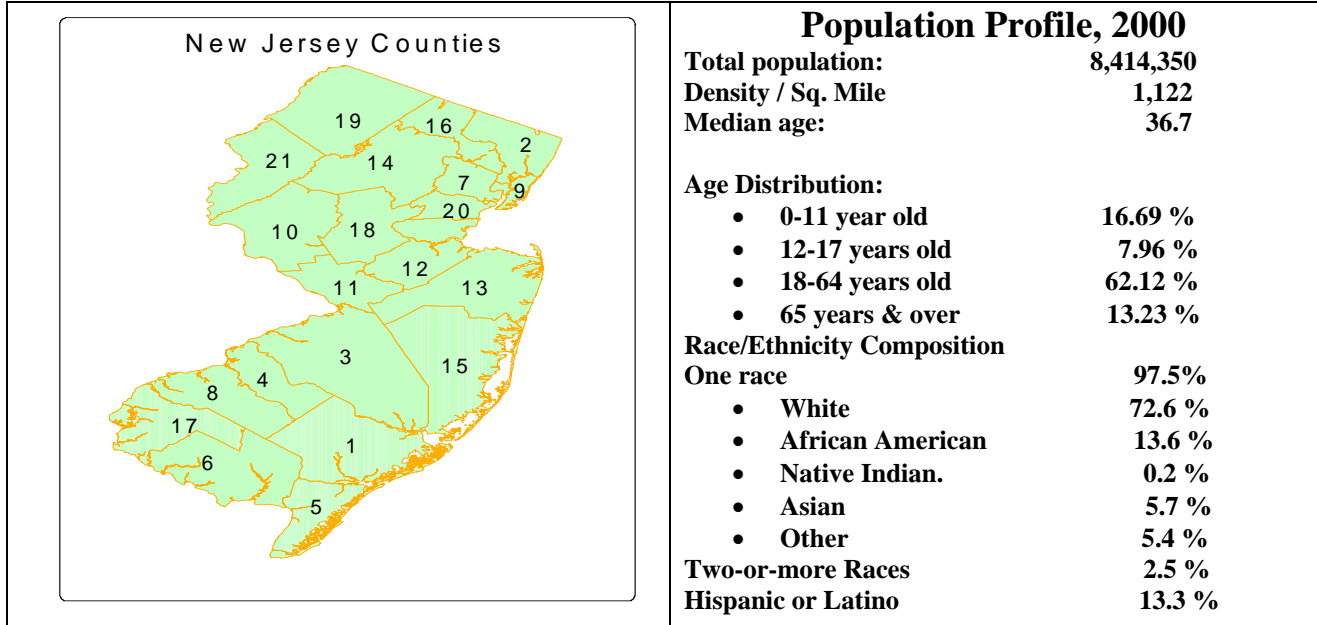 New Jersey Counties
19
16
2
21
14
7
9
20
10
18
12
11
13
3
15
4
8
17
1
6
5
Population Profile, 2000
Total population: 8,414,350
Density / Sq. Mile 1,122
Median age: 36.7
Age Distribution:
• 0-11 year old 16.69 %
• 12-17 years old 7.96 %
• 18-64 years old 62.12 %
• 65 years & over 13.23 %
Race/Ethnicity Composition
One race 97.5%
• White 72.6 %
• African American 13.6 %
• Native Indian. 0.2 %
• Asian 5.7 %
• Other 5.4 %
Two-or-more Races 2.5 %
Hispanic or Latino 13.3 %